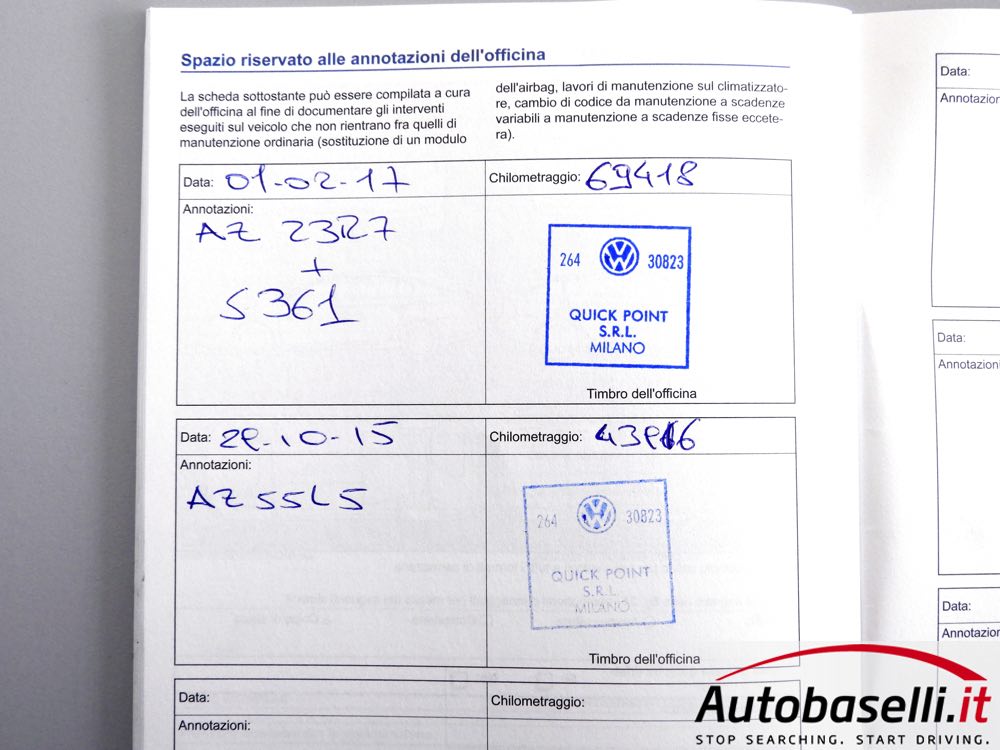 Spazio riservato alle annotazioni dell'officina
La scheda sottostante può essere compilata a cura
dell'officina al fine di documentare gli interventi
eseguiti sul veicolo che non rientrano fra quelli di
manutenzione ordinaria (sostituzione di un modulo
dell'airbag, lavori di manutenzione sul climatizzato-
re, cambio di codice da manutenzione a scadenze
variabili a manutenzione a scadenze fisse eccete-
ra).
Data: 01-02-17
Chilometraggio: 69418
Annotazioni:
AZ 23R7
+
S361
264 30823
QUICK POINT
S.R.L.
MILANO
Timbro dell'officina
Data: 29-10-15
Chilometraggio:
Annotazioni:
AZ 55L5
264 30823
QUICK POINT
S.R.L.
MILANO
Timbro dell'officina
Data:
Chilometraggio:
Annotazioni:
Data:
Data:
Data:
Autobaselli.it
STOP SEARCHING. START DRIVING.